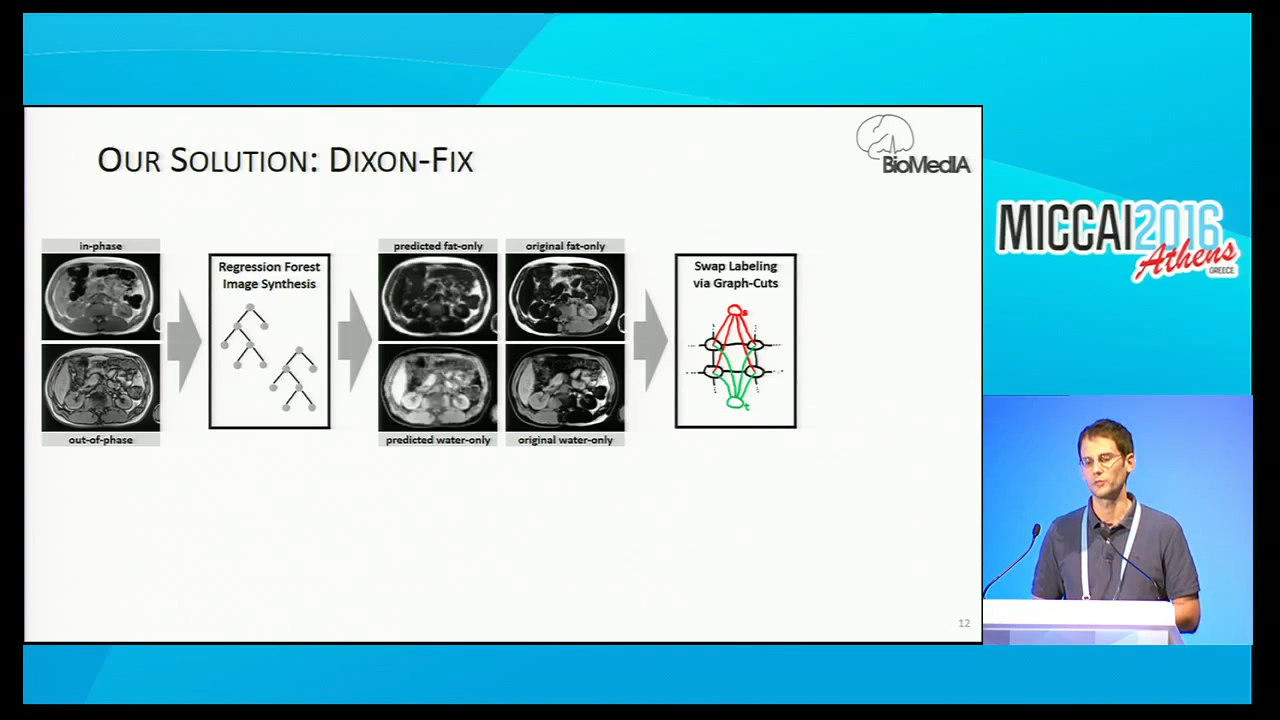 OUR SOLUTION: DIXON-FIX
BioMedIA
MICCAI2016
Athens
GREECE
in-phase
out-of-phase
Regression Forest
Image Synthesis
predicted fat-only
original fat-only
predicted water-only
original water-only
Swap Labeling
via Graph-Cuts
s
t
12